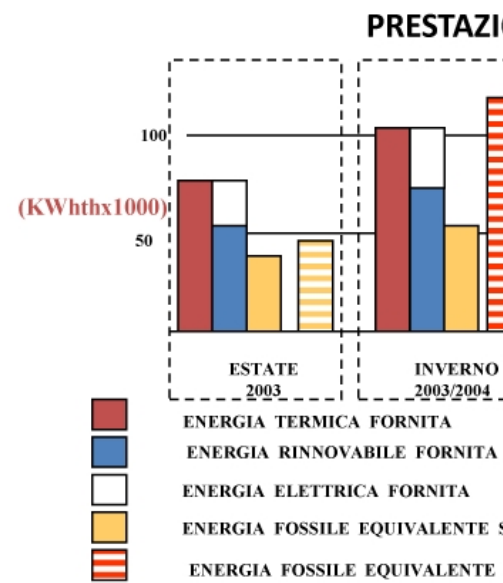 PRESTAZIO
100
(KWhthx1000)
50
ESTATE
2003
INVERNO
2003/2004
ENERGIA TERMICA FORNITA
ENERGIA RINNOVABILE FORNITA
ENERGIA ELETTRICA FORNITA
ENERGIA FOSSILE EQUIVALENTE S
ENERGIA FOSSILE EQUIVALENTE